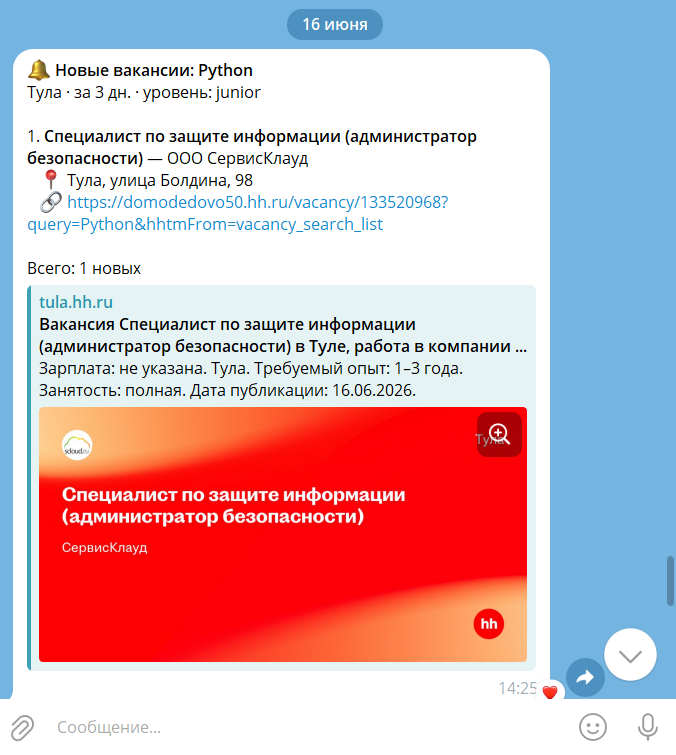 16 июня
Новые вакансии: Python
Тула · за 3 дн. · уровень: junior
1. Специалист по защите информации (администратор
безопасности) — ООО СервисКлауд
Тула, улица Болдина, 98
https://domodedovo50.hh.ru/vacancy/133520968?
query=Python&hhtmFrom=vacancy_search_list
Всего: 1 новых
tula.hh.ru
Вакансия Специалист по защите информации
(администратор безопасности) в Туле, работа в компании ...
Зарплата: не указана. Тула. Требуемый опыт: 1–3 года.
Занятость: полная. Дата публикации: 16.06.2026.
scloud.ru
Тула
Специалист по защите информации
(администратор безопасности)
СервисКлауд
hh
14:25
Сообщение...